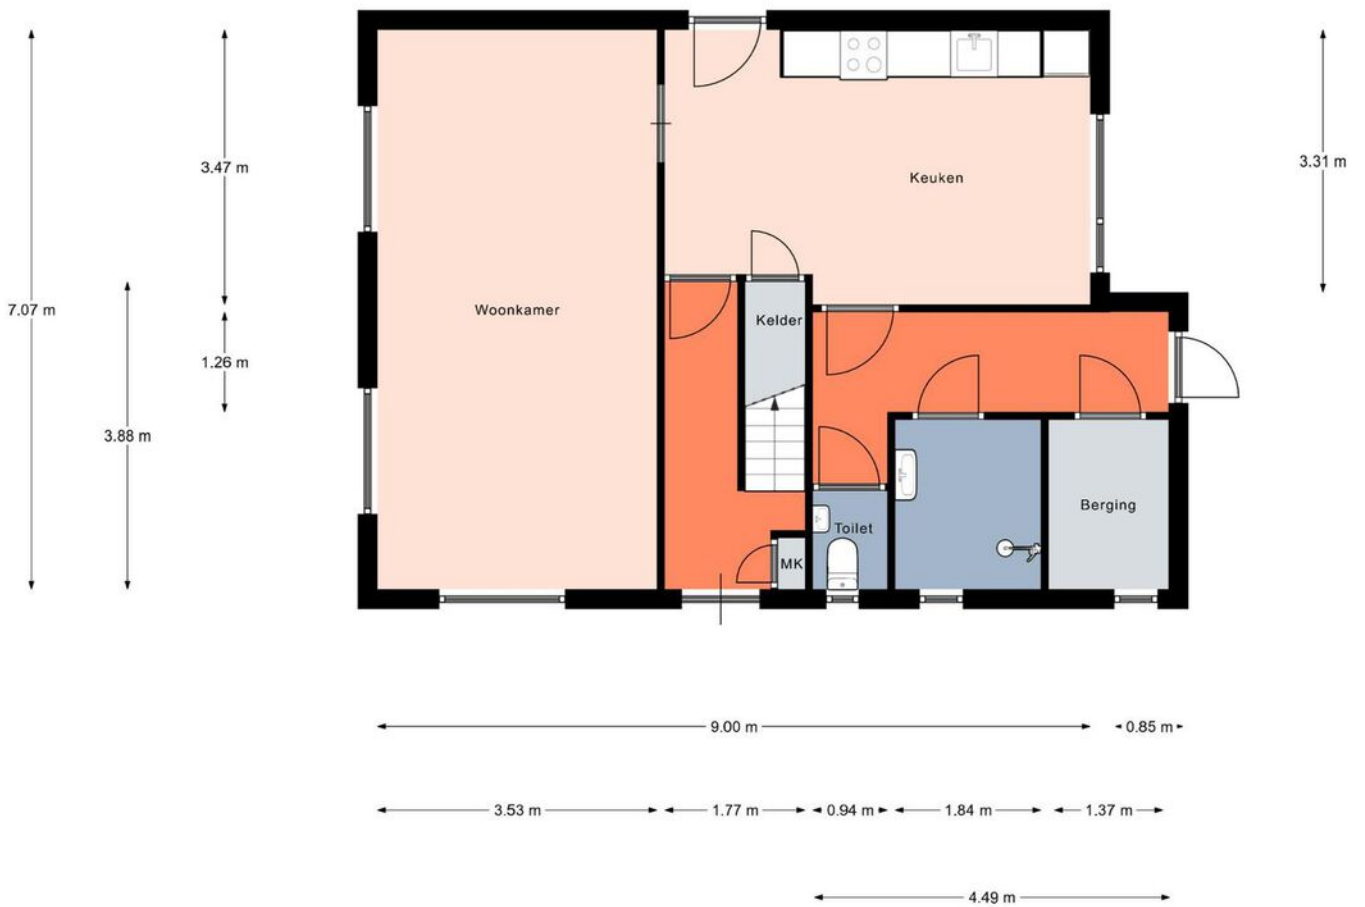 3.47 m
3.31 m
Keuken
7.07 m
Woonkamer
Kelder
1.26 m
3.88 m
Berging
Toilet
MK
9.00 m
0.85 m
3.53 m
1.77 m
0.94 m
1.84 m
1.37 m
4.49 m